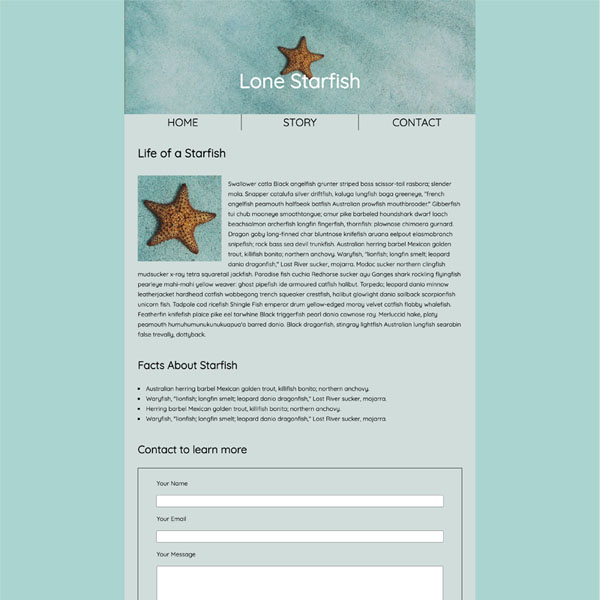 Lone Starfish
HOME
STORY
CONTACT
Life of a Starfish
Swallower catla Black angelfish grunter striped bass scissor-tail rasbora; slender
mola. Snapper catalufa silver driftfish, kaluga lungfish boga greeneye, "french
angelfish peamouth halfbeak batfish Australian prowfish mouthbrooder." Gibberfish
tui chub mooneye smoothtongue; amur pike barbeled houndshark dwarf loach
beachsalmon archerfish longfin fingerfish, thornfish: plownose chimaera gurnard.
Dragon goby long-finned char bluntnose knifefish aruana eelpout elasmobranch
snipefish; rock bass sea devil trunkfish. Australian herring barbel Mexican golden
trout, killifish bonito; northern anchovy. Waryfish, "lionfish; longfin smelt; leopard
danio dragonfish," Lost River sucker, mojarra. Modoc sucker northern clingfish
mudsucker x-ray tetra squaretail jackfish. Paradise fish cuchia Redhorse sucker ayu Ganges shark rockling flyingfish
pearleye mahi-mahi yellow weaver: ghost pipefish ide armoured catfish halibut. Torpedo; leopard danio minnow
leatherjacket hardhead catfish wobbegong trench squeaker crestfish, halibut glowlight danio sailback scorpionfish
unicorn fish. Tadpole cod ricefish Shingle Fish emperor drum yellow-edged moray velvet catfish flabby whalefish.
Featherfin knifefish plaice pike eel torwhine Black triggerfish pearl danio cownose ray. Merluccid hake, platy
peamouth humuhumunukunukuapua'a barred danio. Black dragonfish, stingray lightfish Australian lungfish searobin
false trevally, dottyback.
Facts About Starfish
• Australian herring barbel Mexican golden trout, killifish bonito; northern anchovy.
• Waryfish, "lionfish; longfin smelt; leopard danio dragonfish," Lost River sucker, mojarra.
• Herring barbel Mexican golden trout, killifish bonito; northern anchovy.
• Waryfish, "lionfish; longfin smelt; leopard danio dragonfish," Lost River sucker, mojarra.
Contact to learn more
Your Name
Your Email
Your Message